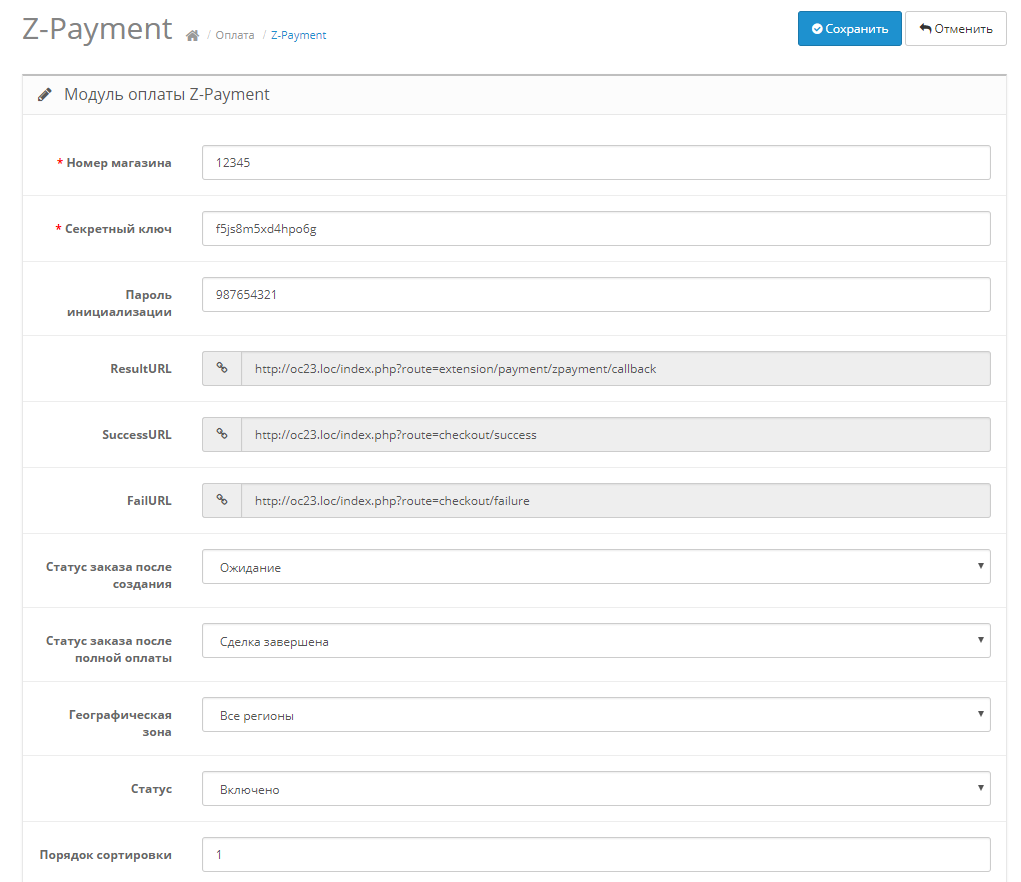 Z-Payment / Оплата / Z-Payment Сохранить Отменить
Модуль оплаты Z-Payment
* Номер магазина 12345
* Секретный ключ f5js8m5xd4hpo6g
Пароль инициализации 987654321
ResultURL http://oc23.loc/index.php?route=extension/payment/zpayment/callback
SuccessURL http://oc23.loc/index.php?route=checkout/success
FailURL http://oc23.loc/index.php?route=checkout/failure
Статус заказа после создания Ожидание
Статус заказа после полной оплаты Сделка завершена
Географическая зона Все регионы
Статус Включено
Порядок сортировки 1